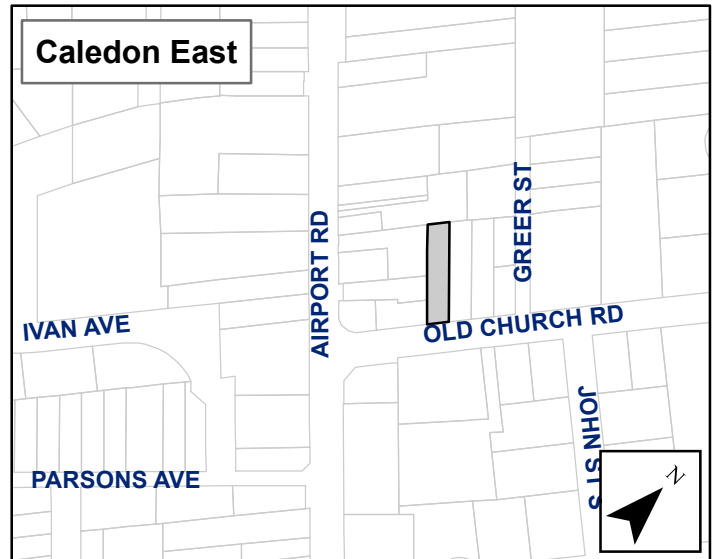 Caledon East
GREER ST
AIRPORT RD
IVAN AVE
OLD CHURCH RD
JOHN ST S
PARSONS AVE
N